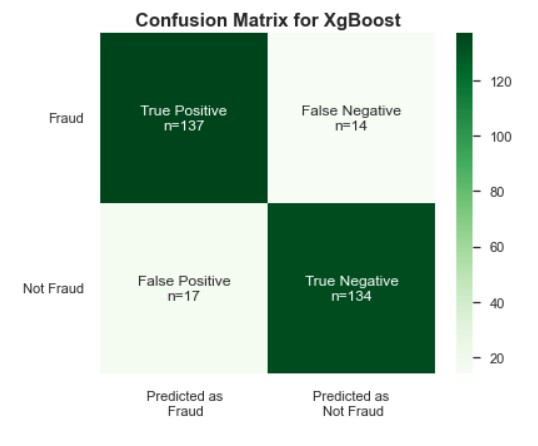 Confusion Matrix for XgBoost
Fraud
True Positive
n=137
False Negative
n=14
Not Fraud
False Positive
n=17
True Negative
n=134
Predicted as
Fraud
Predicted as
Not Fraud
120
100
80
60
40
20